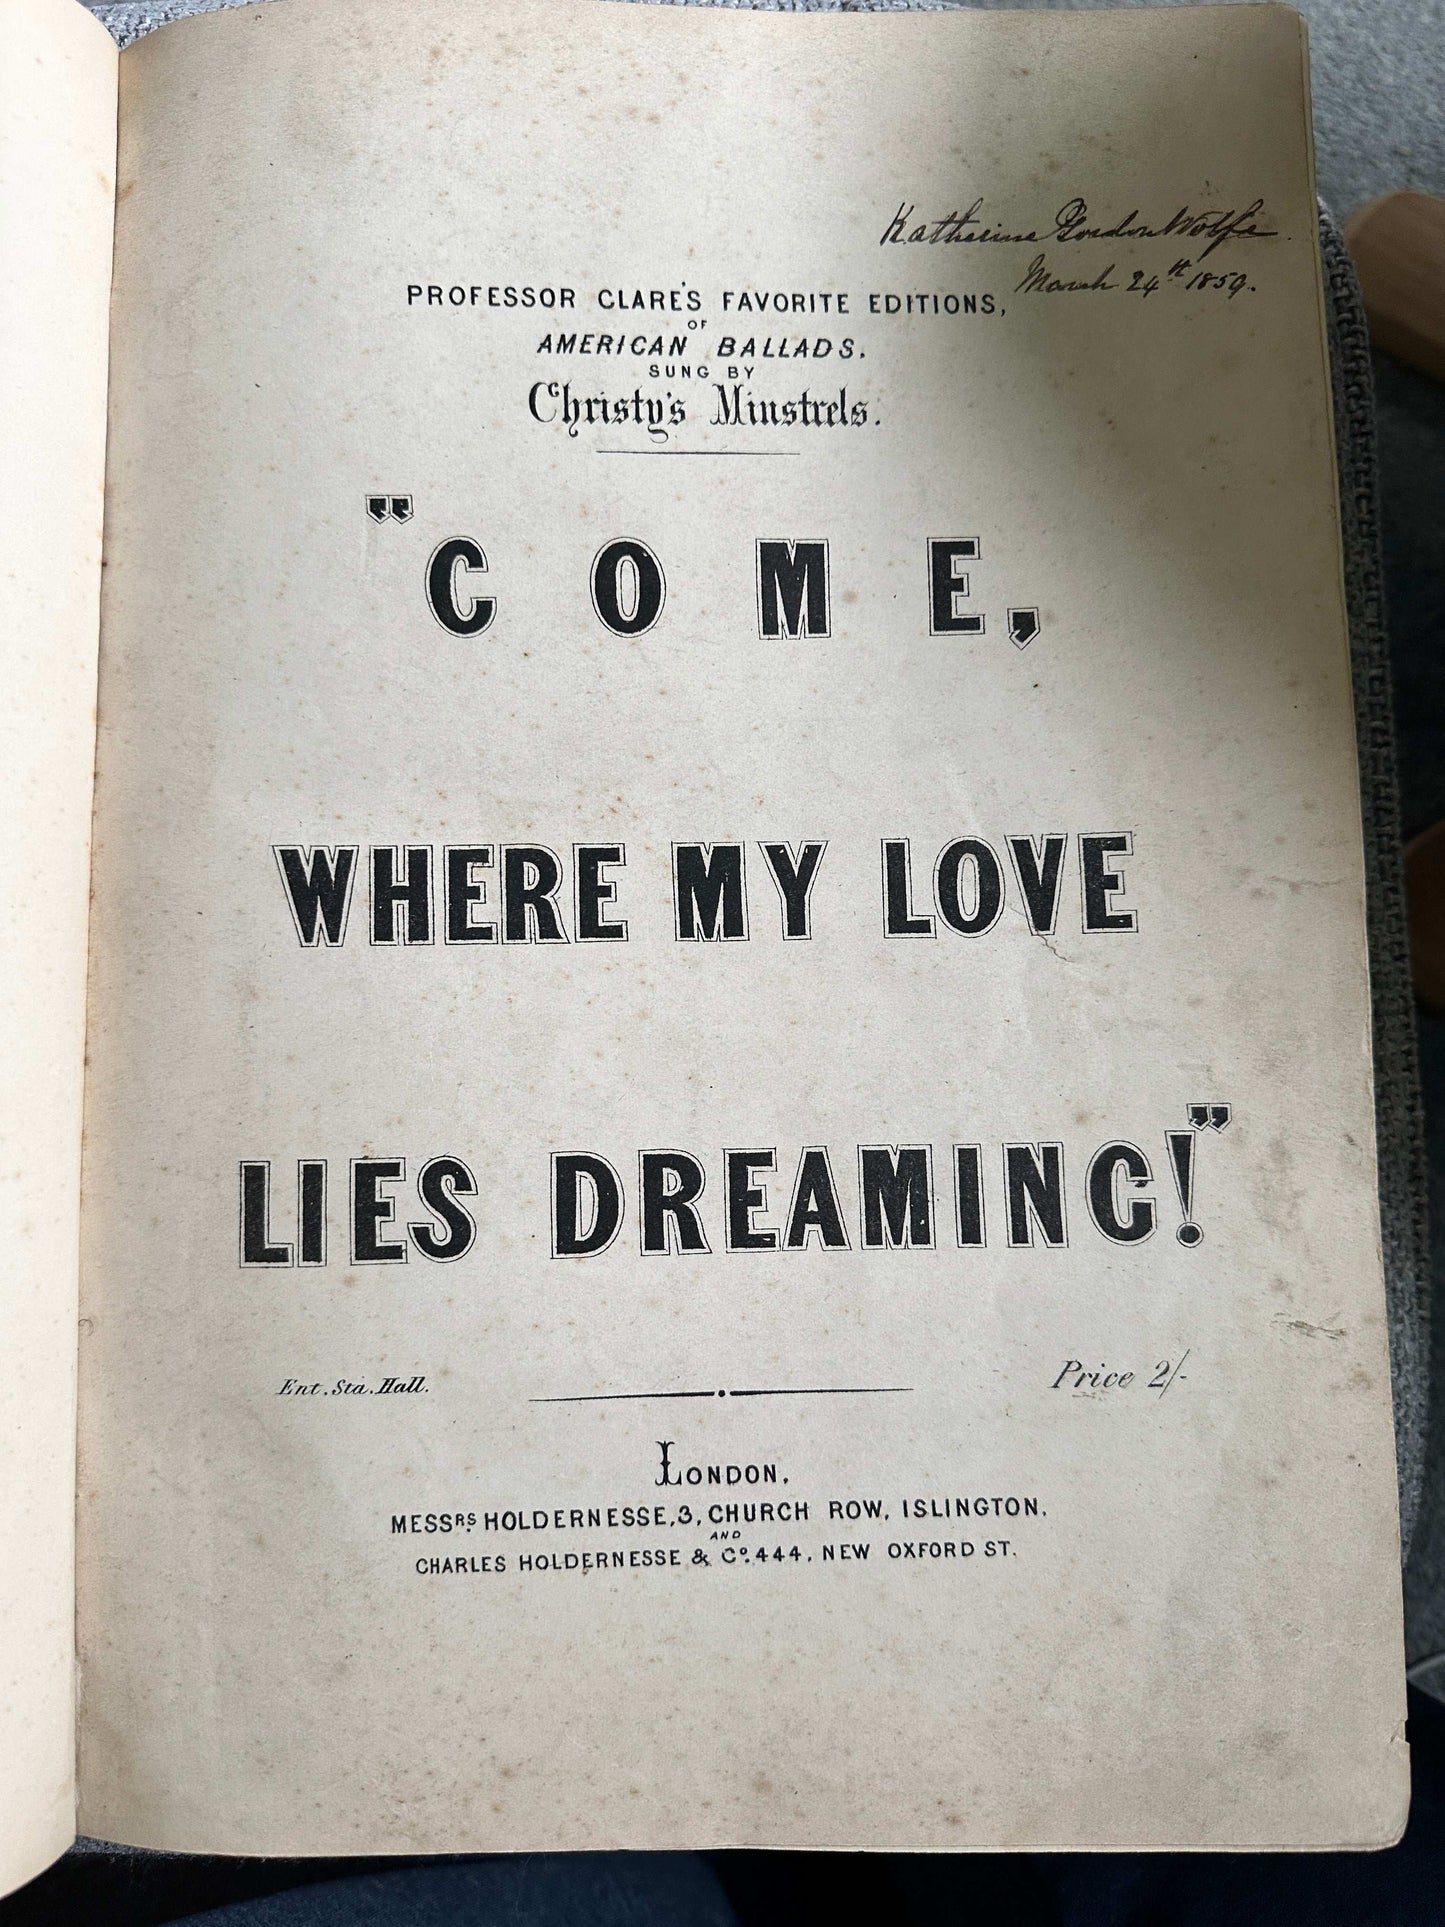 Katherine Gordon Wolfe.
March 24th 1859.
PROFESSOR CLARE'S FAVORITE EDITIONS,
OF
AMERICAN BALLADS.
SUNG BY
Christy's Minstrels.
"COME,
WHERE MY LOVE
LIES DREAMING!"
Ent. Sta. Hall. Price 2/-
LONDON,
MESSRS. HOLDERNESSE, 3, CHURCH ROW, ISLINGTON.
AND
CHARLES HOLDERNESSE & Co. 444, NEW OXFORD ST.